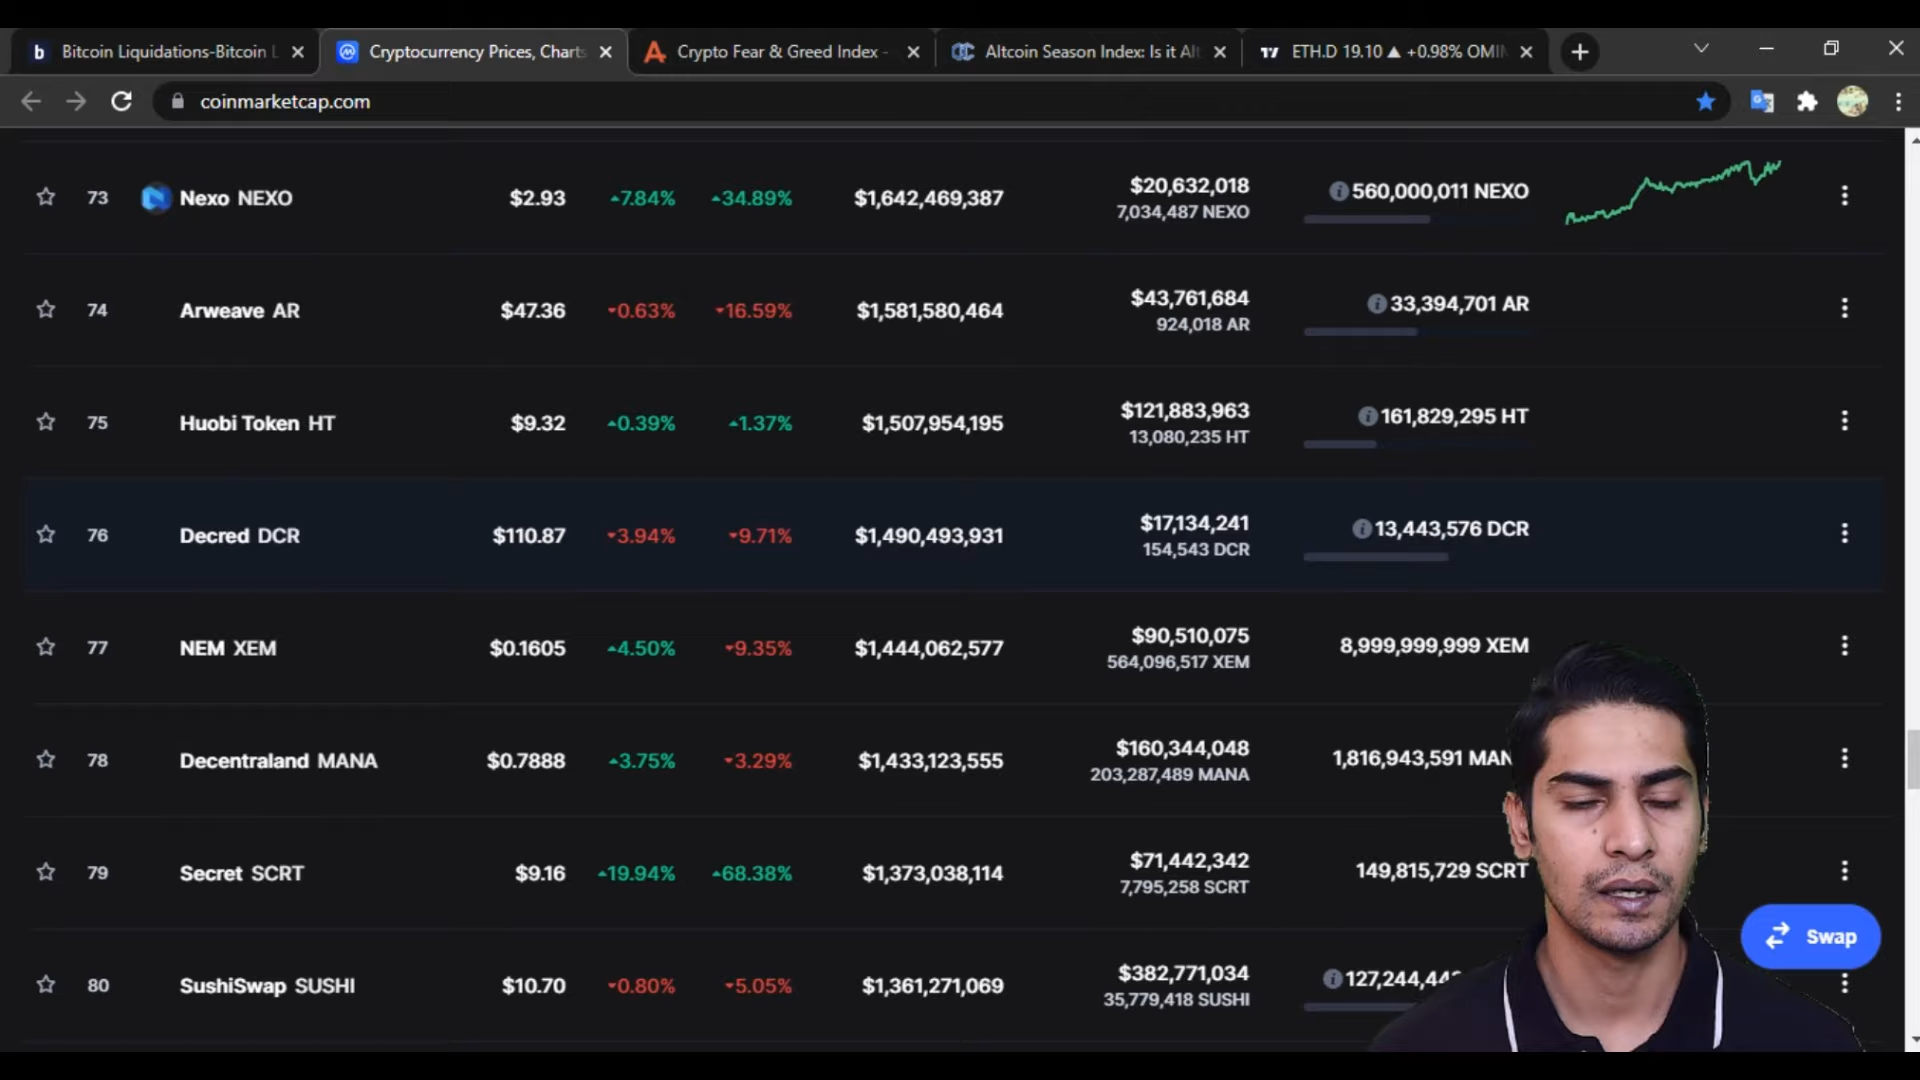 Bitcoin Liquidations-Bitcoin L
Cryptocurrency Prices, Charts
Crypto Fear & Greed Index -
Altcoin Season Index: Is it Alt
ETH.D 19.10 ▲ +0.98% OMIN
coinmarketcap.com
73 Nexo NEXO $2.93 7.84% 34.89% $1,642,469,387 $20,632,018 560,000,011 NEXO
7,034,487 NEXO
74 Arweave AR $47.36 0.63% 16.59% $1,581,580,464 $43,761,684 33,394,701 AR
924,018 AR
75 Huobi Token HT $9.32 0.39% 1.37% $1,507,954,195 $121,883,963 161,829,295 HT
13,080,235 HT
76 Decred DCR $110.87 3.94% 9.71% $1,490,493,931 $17,134,241 13,443,576 DCR
154,543 DCR
77 NEM XEM $0.1605 4.50% 9.35% $1,444,062,577 $90,510,075 8,999,999,999 XEM
564,096,517 XEM
78 Decentraland MANA $0.7888 3.75% 3.29% $1,433,123,555 $160,344,048 1,816,943,591 MAN
203,287,489 MANA
79 Secret SCRT $9.16 19.94% 68.38% $1,373,038,114 $71,442,342 149,815,729 SCRT
7,795,258 SCRT
Swap
80 SushiSwap SUSHI $10.70 0.80% 5.05% $1,361,271,069 $382,771,034 127,244,44
35,779,418 SUSHI